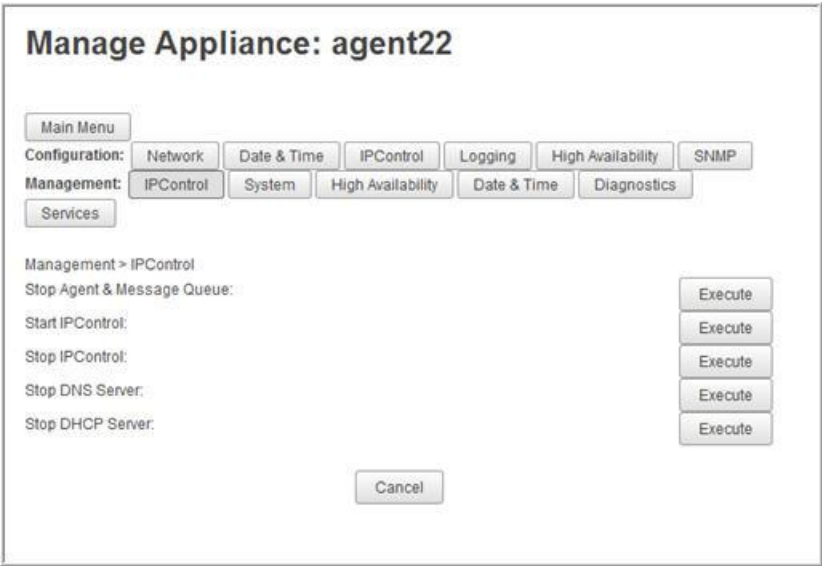 Manage Appliance: agent22
Main Menu
Configuration: Network Date & Time IPControl Logging High Availability SNMP
Management: IPControl System High Availability Date & Time Diagnostics
Services
Management > IPControl
Stop Agent & Message Queue: Execute
Start IPControl: Execute
Stop IPControl: Execute
Stop DNS Server: Execute
Stop DHCP Server: Execute
Cancel